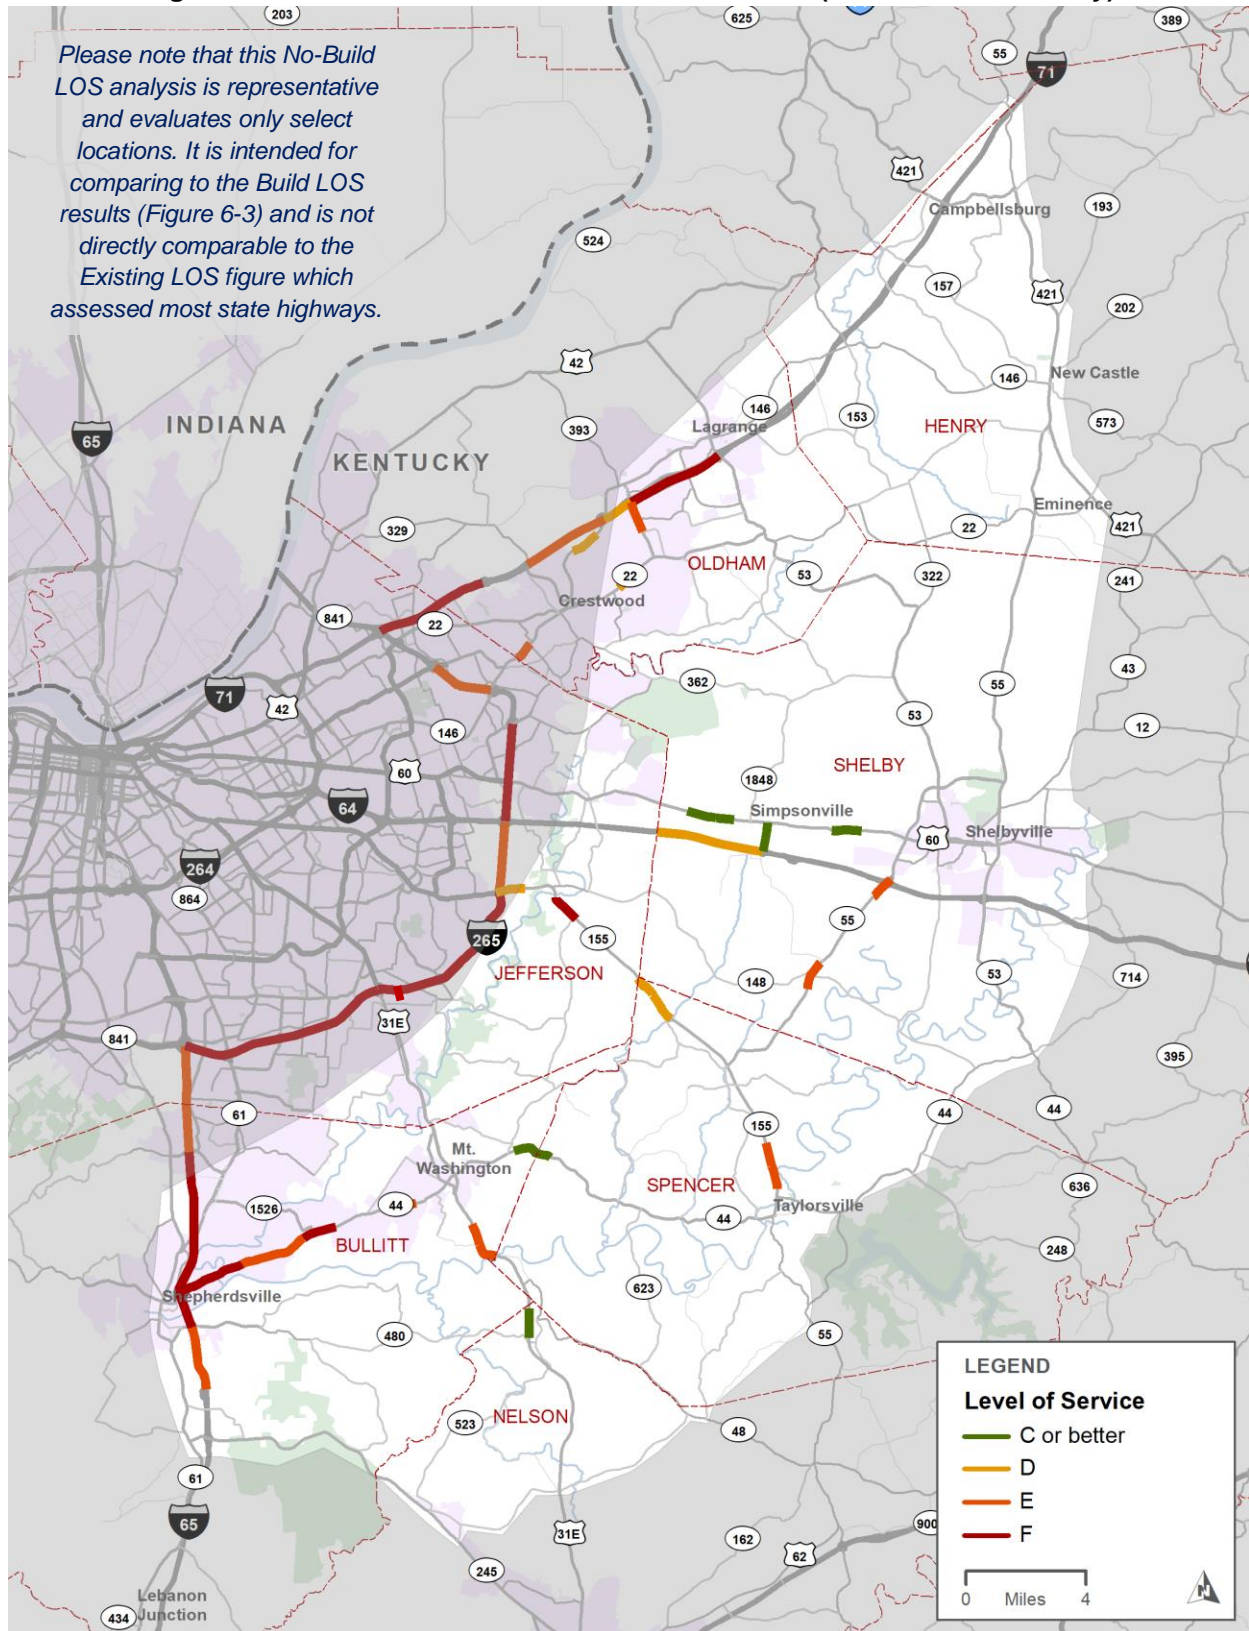 203
625
389
Please note that this No-Build
LOS analysis is representative
and evaluates only select
locations. It is intended for
comparing to the Build LOS
results (Figure 6-3) and is not
directly comparable to the
Existing LOS figure which
assessed most state highways.
55
71
421
Campbellsburg
193
524
157
421
202
42
146
New Castle
INDIANA
65
KENTUCKY
393
146
Lagrange
153
HENRY
573
Eminence
329
22
421
OLDHAM
22
53
322
241
Crestwood
841
22
43
362
55
71
42
53
12
146
SHELBY
60
1848
Simpsonville
64
60
Shelbyville
264
864
265
155
55
JEFFERSON
148
53
714
31E
841
395
61
44
44
155
Mt.
Washington
SPENCER
636
Taylorsville
1526
44
44
BULLITT
248
Shepherdsville
623
480
55
NELSON
523
48
61
65
31E
162
62
900
245
Lebanon
Junction
434
LEGEND
Level of Service
C or better
D
E
F
0 Miles 4
N